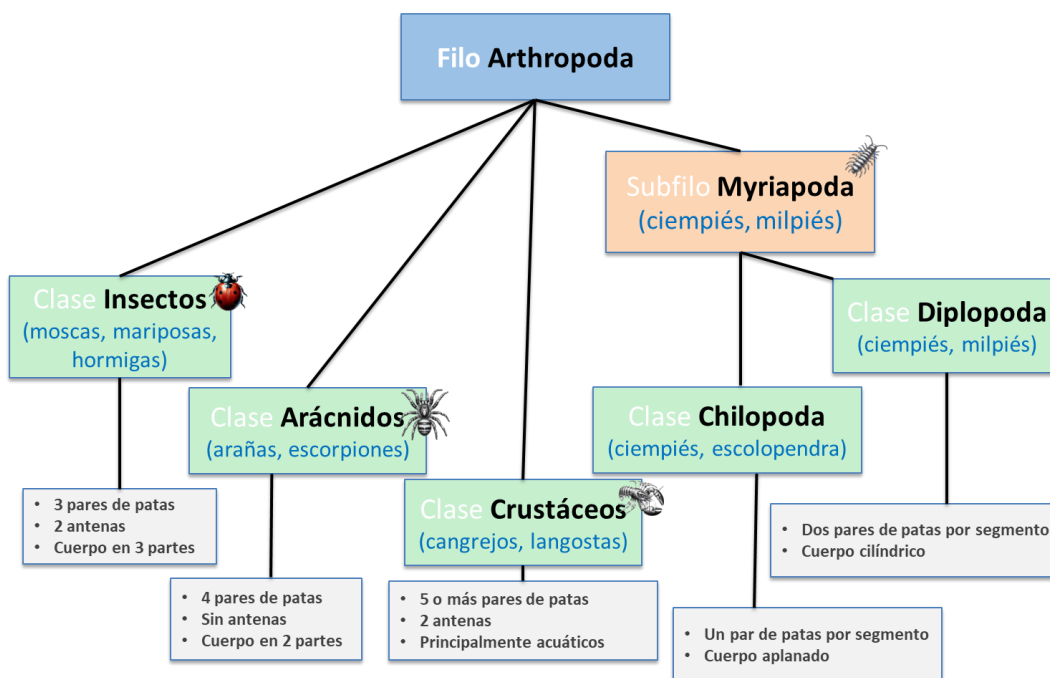 Filo Arthropoda
Subfilo Myriapoda
(ciempiés, milpiés)
Clase Insectos
(moscas, mariposas,
hormigas)
Clase Diplopoda
(ciempiés, milpiés)
Clase Arácnidos
(arañas, escorpiones)
Clase Chilopoda
(ciempiés, escolopendra)
Clase Crustáceos
(cangrejos, langostas)
• 3 pares de patas
• 2 antenas
• Cuerpo en 3 partes
• Dos pares de patas por segmento
• Cuerpo cilíndrico
• 4 pares de patas
• Sin antenas
• Cuerpo en 2 partes
• 5 o más pares de patas
• 2 antenas
• Principalmente acuáticos
• Un par de patas por segmento
• Cuerpo aplanado